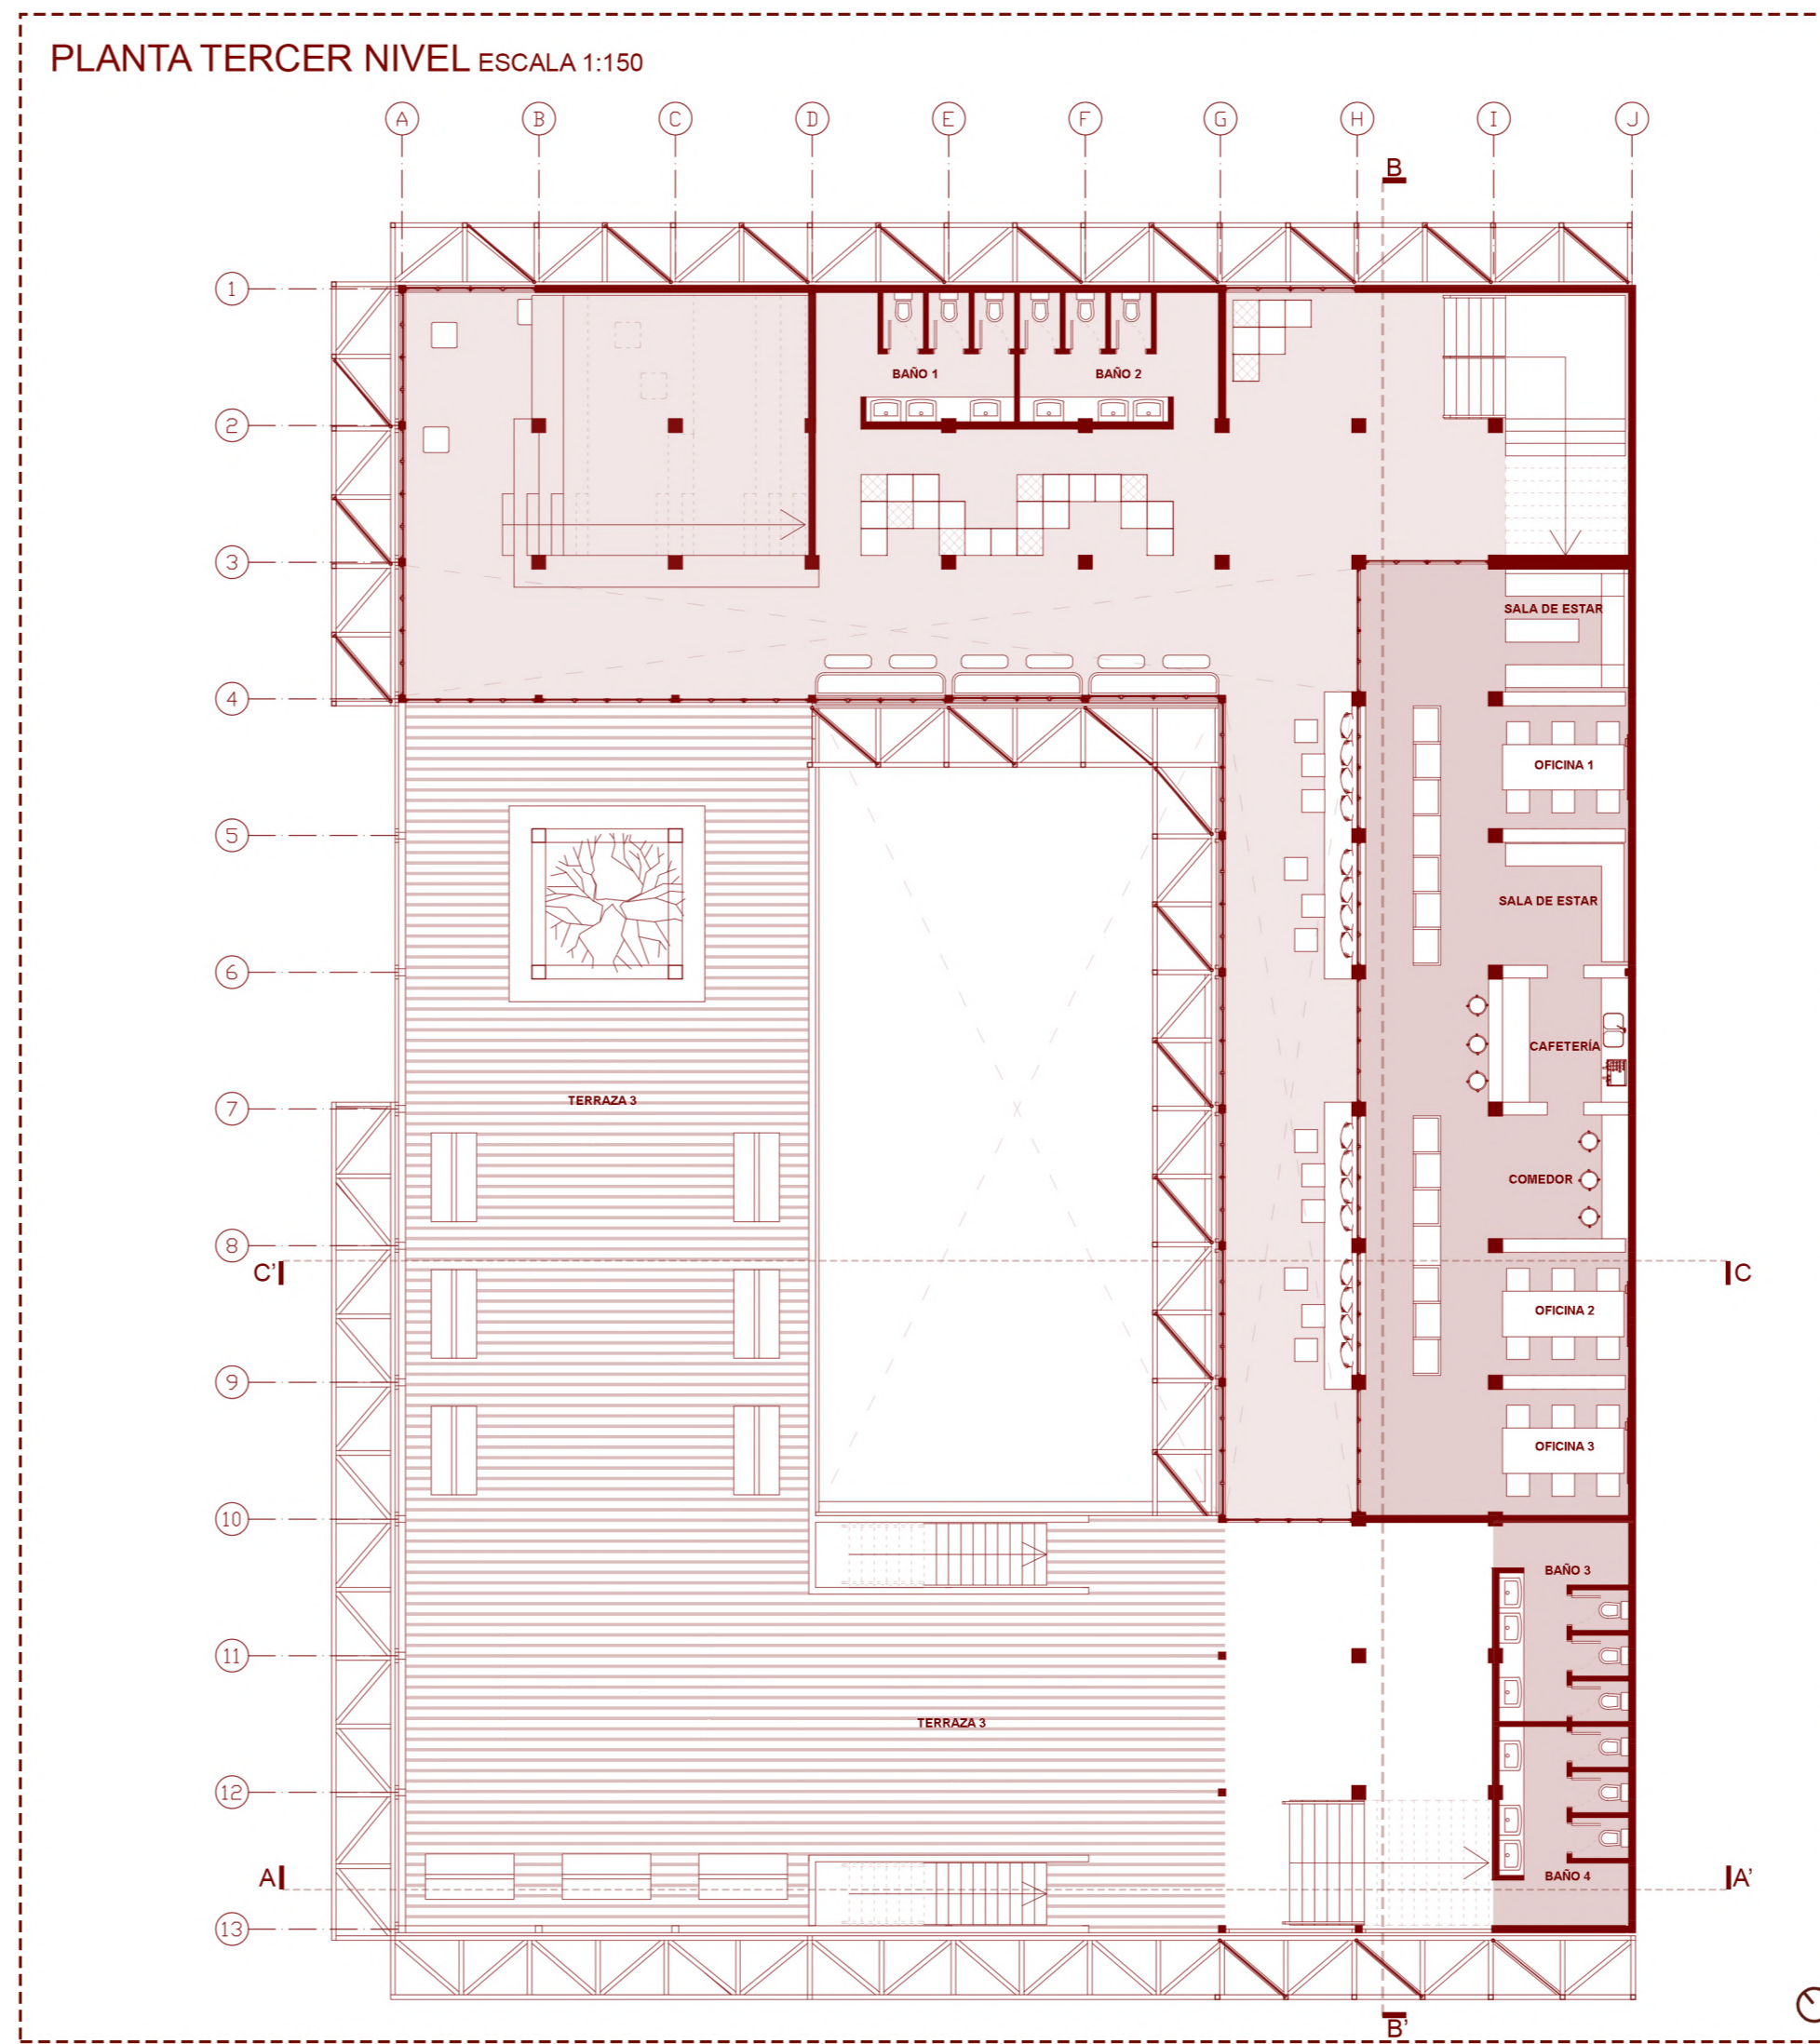 PLANTA TERCER NIVEL ESCALA 1:150
A B C D E F G H I J
B
1
BAÑO 1 BAÑO 2
2
3
SALA DE ESTAR
4
OFICINA 1
5
SALA DE ESTAR
6
CAFETERÍA
TERRAZA 3
7
COMEDOR
8
C' C
OFICINA 2
9
OFICINA 3
10
BAÑO 3
11
TERRAZA 3
12
BAÑO 4
A A'
13
B'